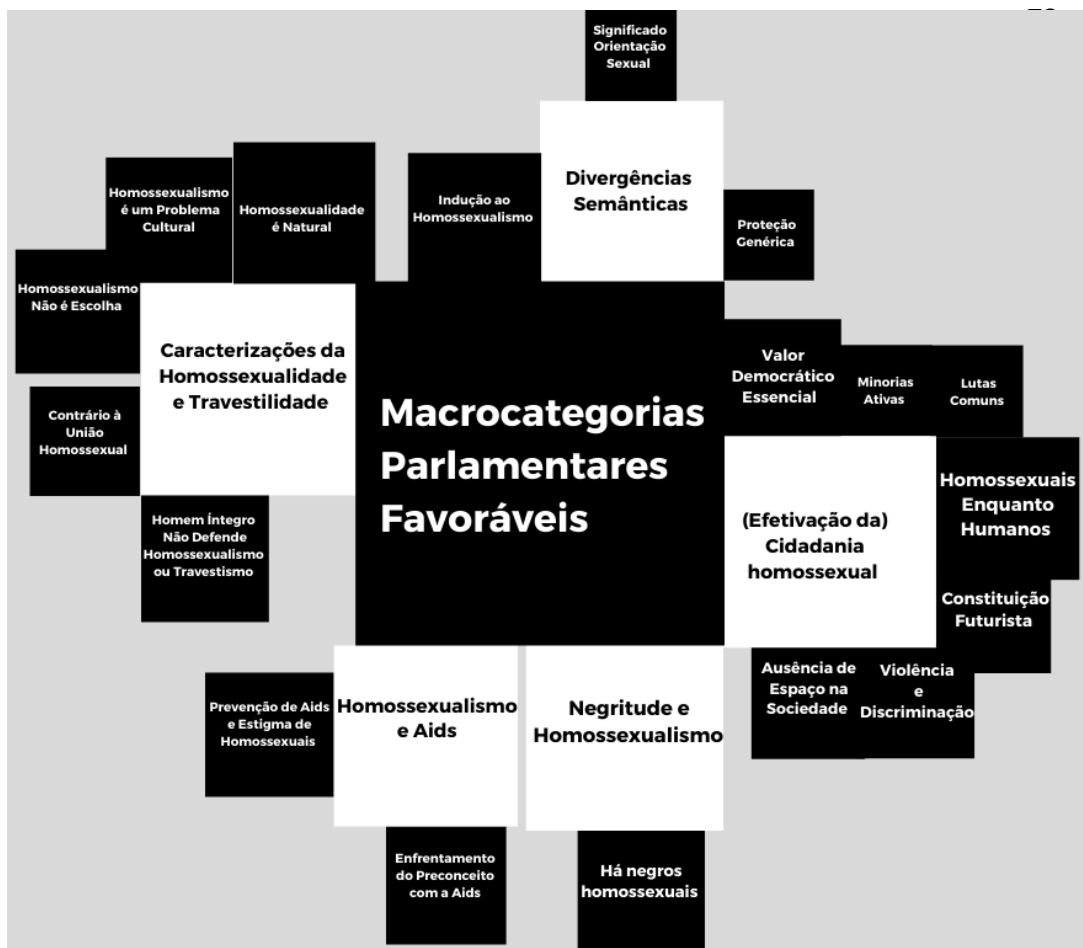 Significado
Orientação
Sexual
Divergências
Semânticas
Indução ao
Homossexualismo
Proteção
Genérica
Homossexualismo
é um Problema
Cultural
Homossexualidade
é Natural
Homossexualismo
Não é Escolha
Caracterizações da
Homossexualidade
e Travestilidade
Contrário à
União
Homossexual
Homem Íntegro
Não Defende
Homossexualismo
ou Travestismo
Macrocategorias
Parlamentares
Favoráveis
Valor
Democrático
Essencial
Minorias
Ativas
Lutas
Comuns
(Efetivação da)
Cidadania
homossexual
Homossexuais
Enquanto
Humanos
Constituição
Futurista
Ausência de
Espaço na
Sociedade
Violência
e
Discriminação
Homossexualismo
e Aids
Prevenção de Aids
e Estigma de
Homossexuais
Enfrentamento
do Preconceito
com a Aids
Negritude e
Homossexualismo
Há negros
homossexuais